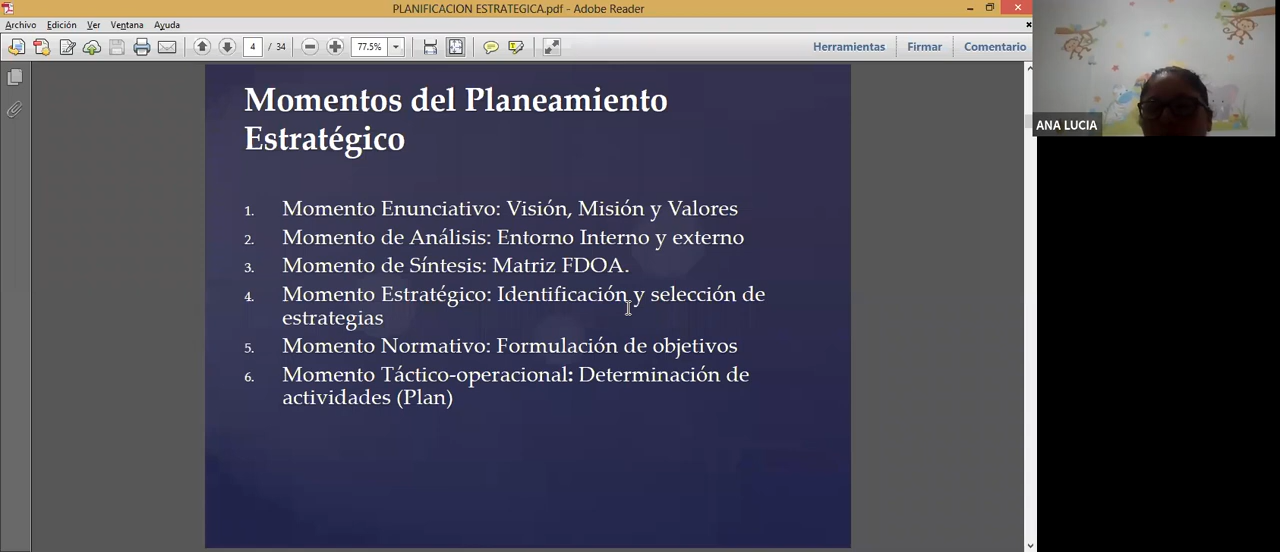 PLANIFICACION ESTRATEGICA.pdf - Adobe Reader
Archivo Edición Ver Ventana Ayuda
4 / 34 77.5% Herramientas Firmar Comentario
Momentos del Planeamiento
Estratégico
1. Momento Enunciativo: Visión, Misión y Valores
2. Momento de Análisis: Entorno Interno y externo
3. Momento de Síntesis: Matriz FDOA.
4. Momento Estratégico: Identificación y selección de
estrategias
5. Momento Normativo: Formulación de objetivos
6. Momento Táctico-operacional: Determinación de
actividades (Plan)
ANA LUCIA